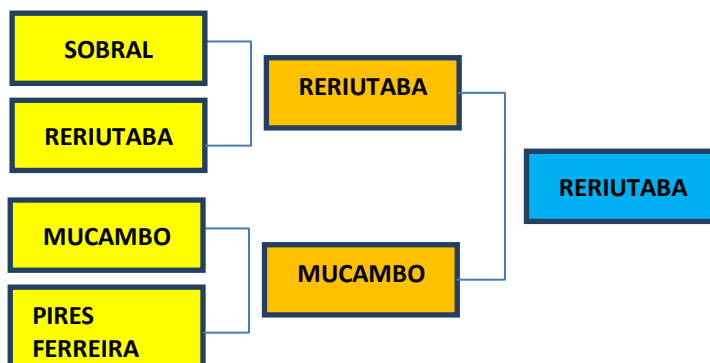 SOBRAL
RERIUTABA
MUCAMBO
PIRES
FERREIRA
RERIUTABA
MUCAMBO
RERIUTABA